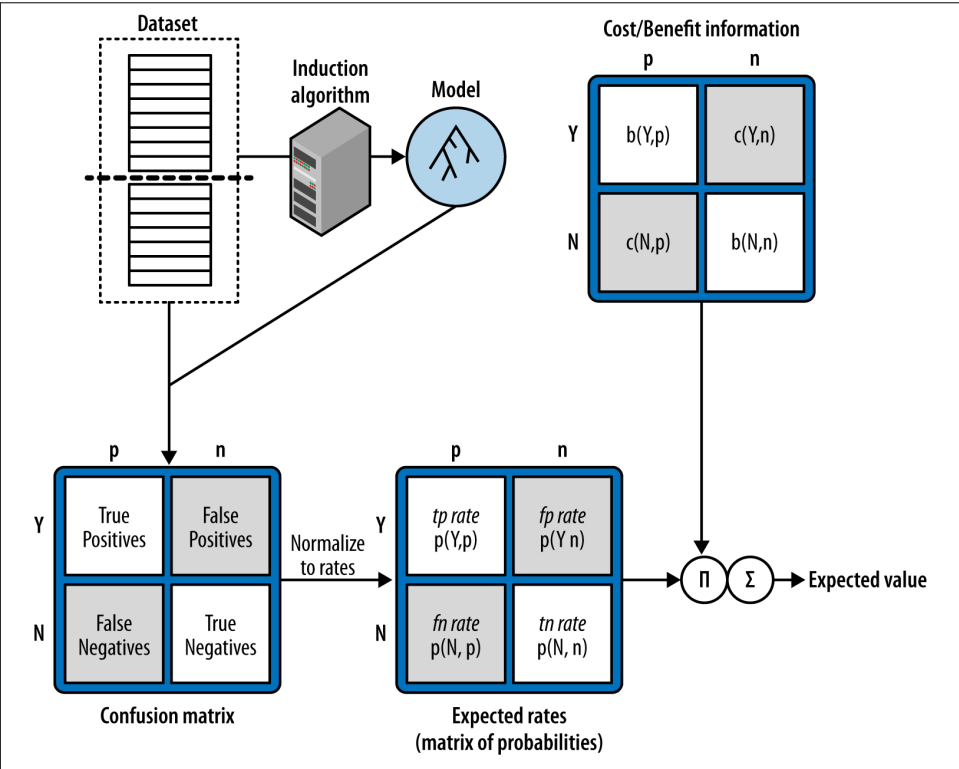 Dataset
Induction
algorithm
Model
Cost/Benefit information
p n
Y b(Y,p) c(Y,n)
N c(N,p) b(N,n)
p n
Y True
Positives
False
Positives
N False
Negatives
True
Negatives
Confusion matrix
Normalize
to rates
p n
Y tp rate
p(Y,p)
fp rate
p(Y n)
N fn rate
p(N, p)
tn rate
p(N, n)
Expected rates
(matrix of probabilities)
Π Σ
Expected value